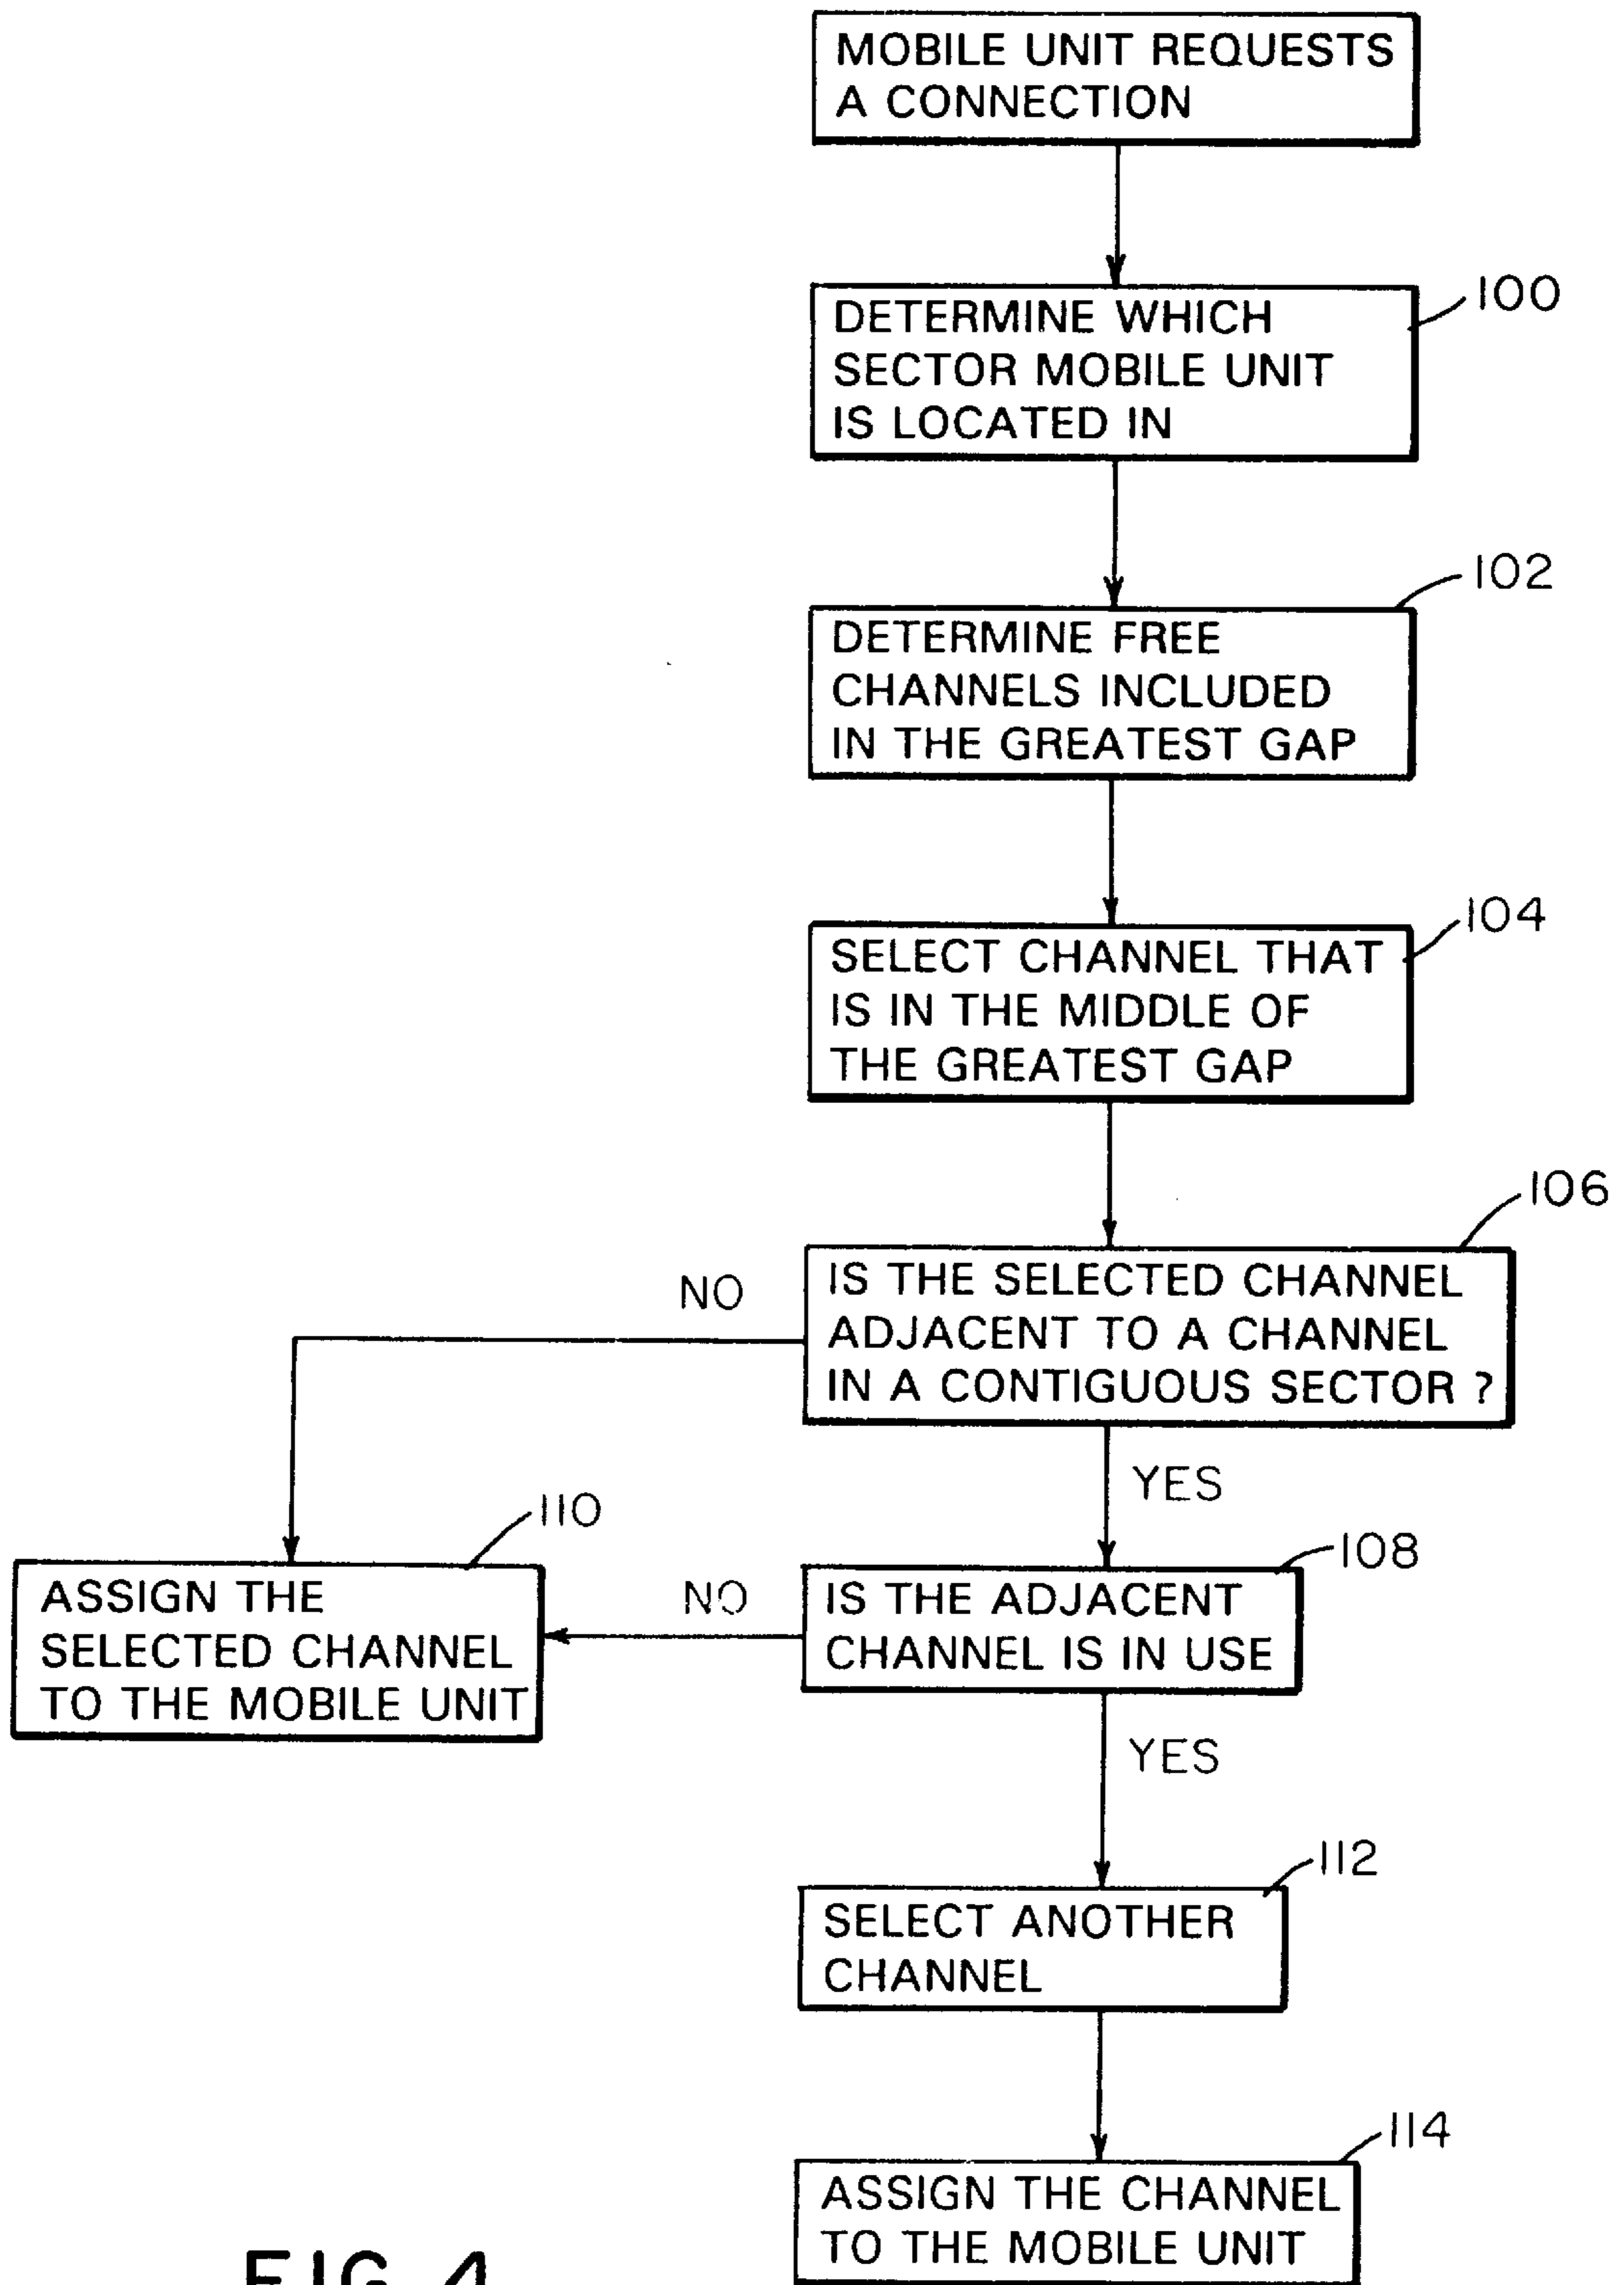 MOBILE UNIT REQUESTS
A CONNECTION
100
DETERMINE WHICH
SECTOR MOBILE UNIT
IS LOCATED IN
102
DETERMINE FREE
CHANNELS INCLUDED
IN THE GREATEST GAP
104
SELECT CHANNEL THAT
IS IN THE MIDDLE OF
THE GREATEST GAP
106
IS THE SELECTED CHANNEL
ADJACENT TO A CHANNEL
IN A CONTIGUOUS SECTOR ?
NO
YES
110
ASSIGN THE
SELECTED CHANNEL
TO THE MOBILE UNIT
108
IS THE ADJACENT
CHANNEL IS IN USE
NO
YES
112
SELECT ANOTHER
CHANNEL
114
ASSIGN THE CHANNEL
TO THE MOBILE UNIT
FIG. 4